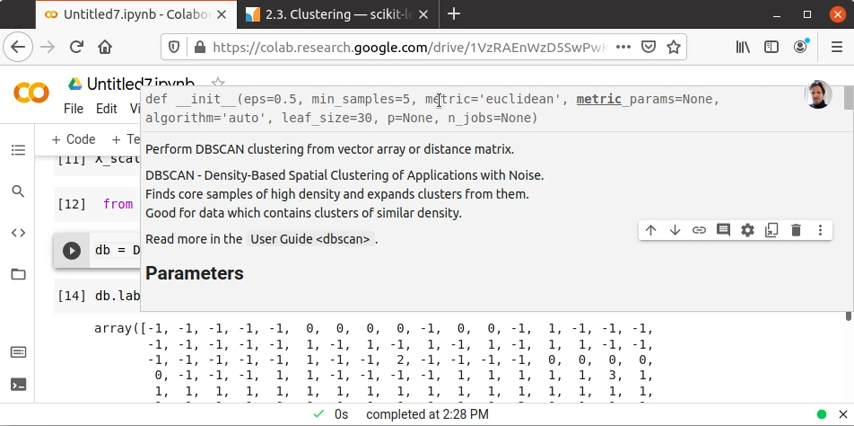 Untitled7.ipynb - Colabo
2.3. Clustering — scikit-le
https://colab.research.google.com/drive/1VzRAEnWzD5SwPwK
Untitled7.ipynb
File Edit Vi
+ Code + Te
def __init__(eps=0.5, min_samples=5, metric='euclidean', metric_params=None,
algorithm='auto', leaf_size=30, p=None, n_jobs=None)
Perform DBSCAN clustering from vector array or distance matrix.
DBSCAN - Density-Based Spatial Clustering of Applications with Noise.
Finds core samples of high density and expands clusters from them.
Good for data which contains clusters of similar density.
Read more in the User Guide <dbscan> .
Parameters
[11] X_scal
[12] from
db = D
[14] db.lab
array([-1, -1, -1, -1, -1, 0, 0, 0, 0, -1, 0, 0, -1, 1, -1, -1, -1,
-1, -1, -1, -1, -1, 1, -1, 1, -1, 1, -1, 1, 1, 1, -1, -1,
-1, -1, -1, -1, -1, 1, -1, -1, 2, -1, -1, -1, -1, 0, 0, 0, 0,
0, -1, -1, -1, 1, 1, -1, -1, -1, -1, 1, 1, 1, 1, 1, 3, 1,
1, 1, 1, 1, 1, 1, 1, 1, 1, 1, 1, 1, 1, 1, 1, 1, 1,
0s completed at 2:28 PM